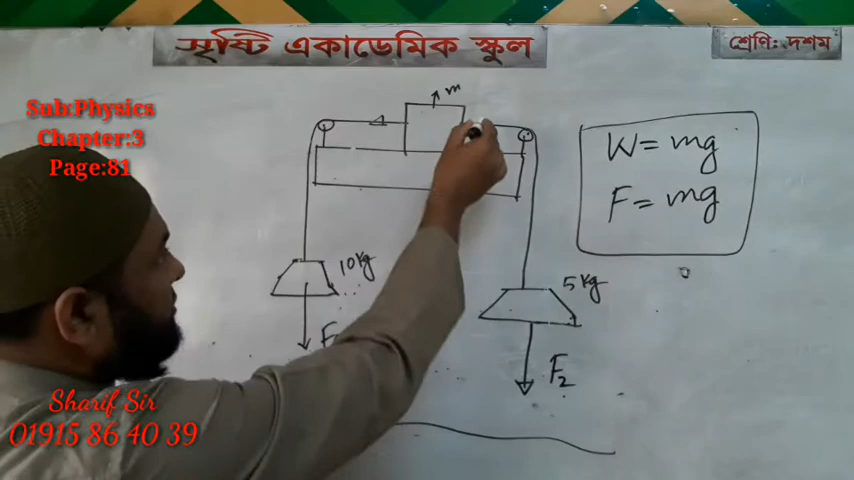 সৃষ্টি একাডেমিক স্কুল
শ্রেণি: দশম
Sub:Physics
Chapter:3
Page:81
m
W = mg
F = mg
10kg
5kg
F
F₂
Sharif Sir
01915 86 40 39